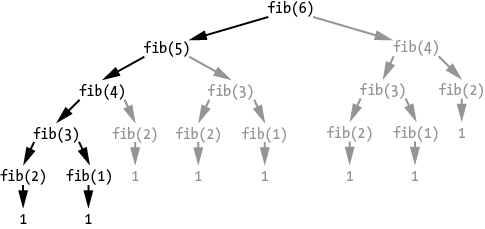 fib(6)
fib(5) fib(4)
fib(4) fib(3) fib(3) fib(2)
fib(3) fib(2) fib(2) fib(1) fib(2) fib(1) 1
fib(2) fib(1) 1 1 1 1 1
1 1